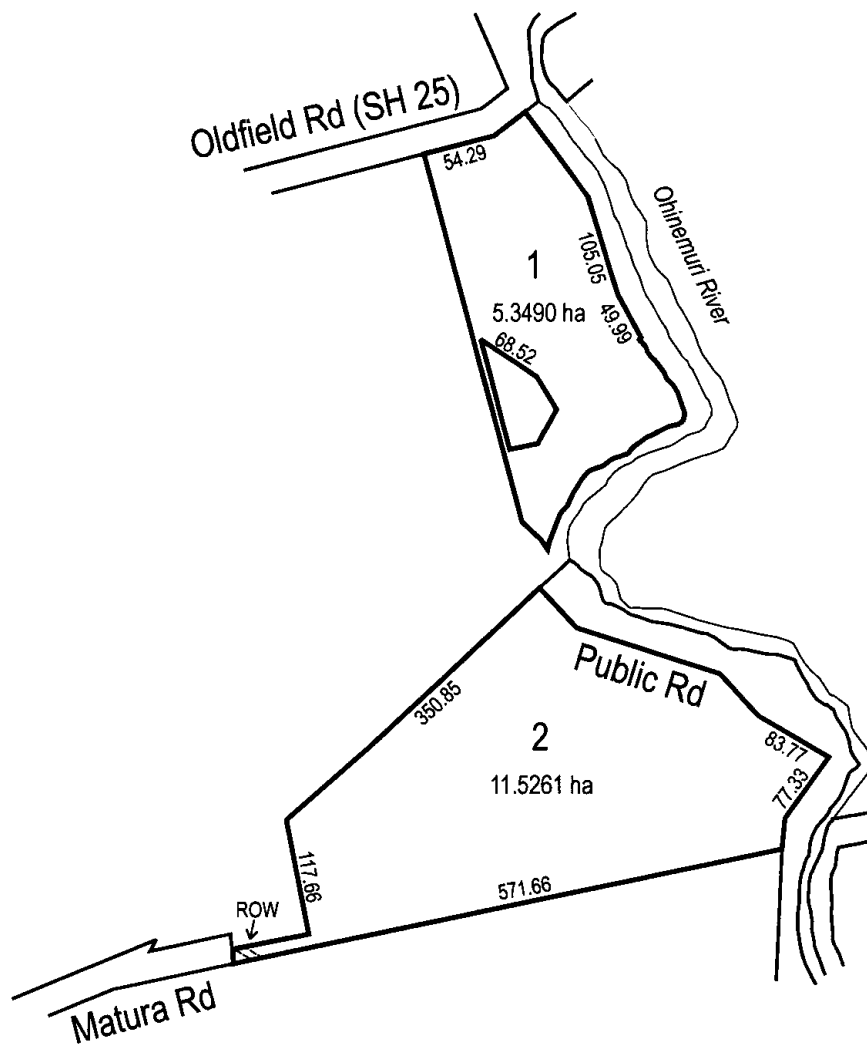 Oldfield Rd (SH 25)
54.29
Ohinemuri River
105.05
1
5.3490 ha
49.99
68.52
Public Rd
350.85
2
83.77
11.5261 ha
77.33
117.66
571.66
ROW
Matura Rd